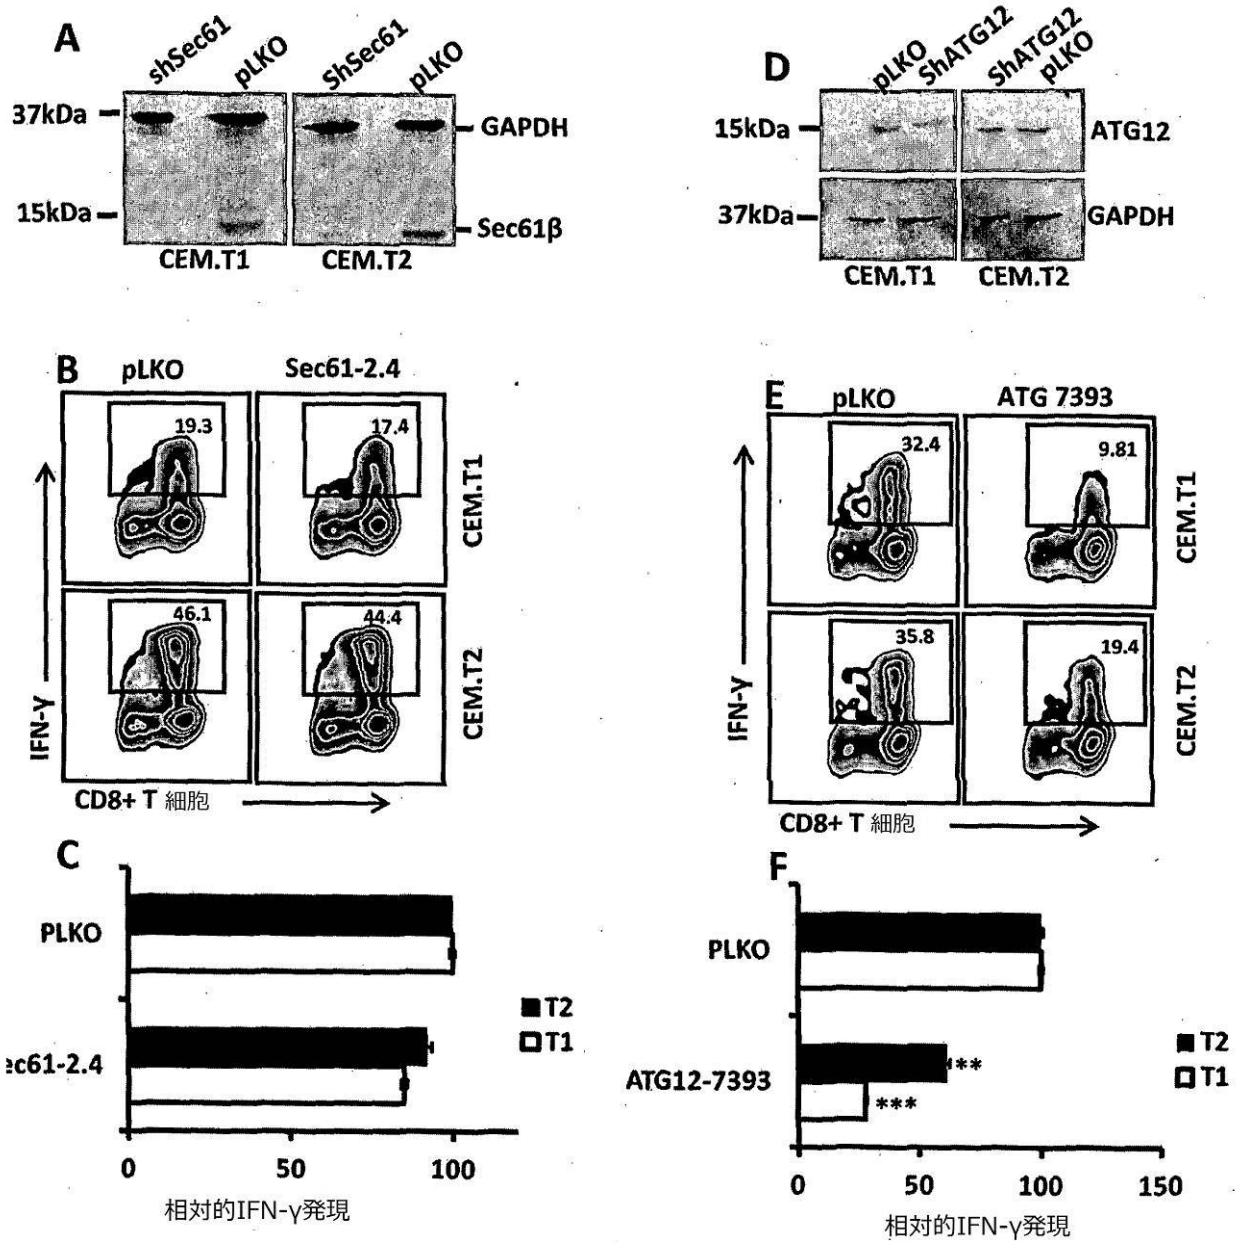 A
shSec61
pLKO
ShSec61
pLKO
37kDa
GAPDH
15kDa
Sec61β
CEM.T1
CEM.T2
B
pLKO
Sec61-2.4
19.3
17.4
CEM.T1
46.1
44.4
CEM.T2
IFN-γ
CD8+ T 細胞
C
PLKO
ec61-2.4
T2
T1
0
50
100
相対的IFN-γ発現
D
pLKO
ShATG12
ShATG12
pLKO
15kDa
ATG12
37kDa
GAPDH
CEM.T1
CEM.T2
E
pLKO
ATG 7393
32.4
9.81
CEM.T1
35.8
19.4
CEM.T2
IFN-γ
CD8+ T 細胞
F
PLKO
ATG12-7393
**
***
T2
T1
0
50
100
150
相対的IFN-γ発現